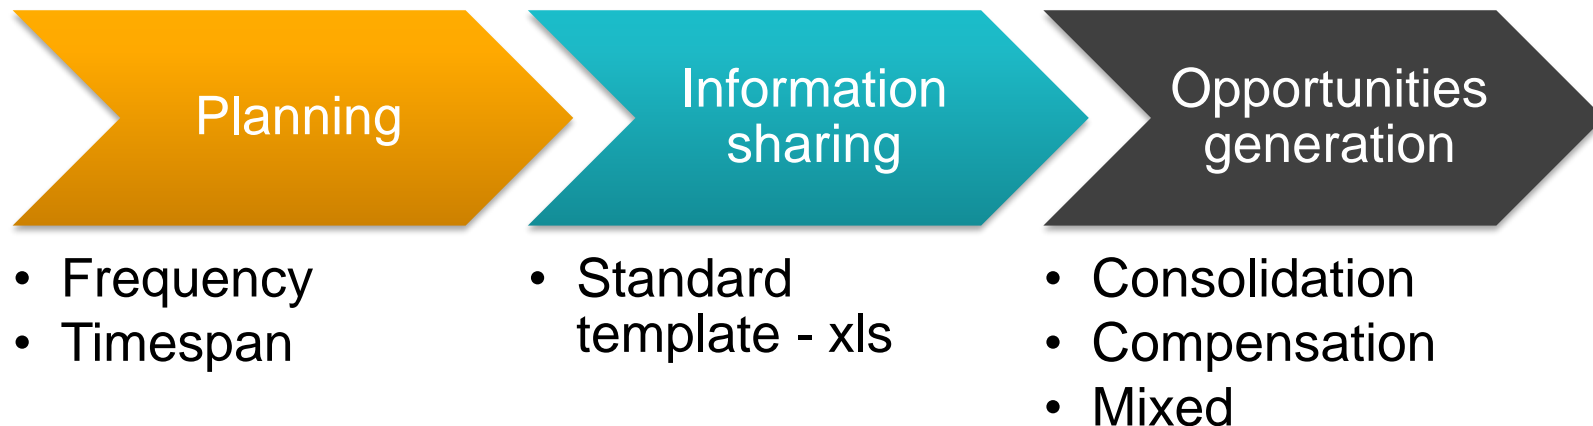 Planning
• Frequency
• Timespan
Information
sharing
• Standard
template - xls
Opportunities
generation
• Consolidation
• Compensation
• Mixed